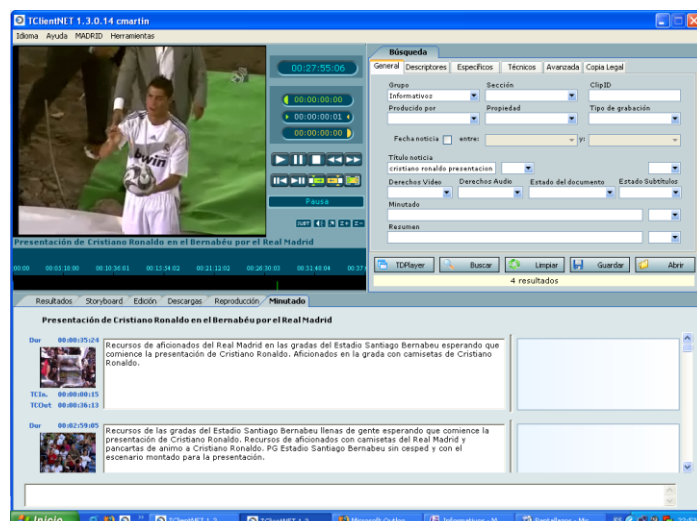 TClientNET 1.3.0.14 cmartin
Idioma Ayuda MADRID Herramientas
bwin
00:27:55:06
00:00:00:00
00:00:00:01
00:00:00:00
Pausa
Presentación de Cristiano Ronaldo en el Bernabéu por el Real Madrid
00:00 00:05:18:00 00:10:36:01 00:15:54:02 00:21:12:02 00:26:30:03 00:31:48:04
Búsqueda
General Descriptores Específicos Técnicos Avanzada Copia Legal
Grupo Sección ClipID
Informativos
Producido por Propiedad Tipo de grabación
Fecha noticia entre: y:
Título noticia
cristiano ronaldo presentacion
Derechos Video Derechos Audio Estado del documento Estado Subtítulos
Minutado
Resumen
TDPlayer Buscar Limpiar Guardar Abrir
4 resultados
Resultados Storyboard Edición Descargas Reproducción Minutado
Presentación de Cristiano Ronaldo en el Bernabéu por el Real Madrid
Dur 00:00:35:24
Recursos de aficionados del Real Madrid en las gradas del Estadio Santiago Bernabeu esperando que
comience la presentación de Cristiano Ronaldo. Aficionados en la grada con camisetas de Cristiano
Ronaldo.
TCIn. 00:00:00:15
TCOut 00:00:36:13
Dur 00:02:59:05
Recursos de las gradas del Estadio Santiago Bernabeu llenas de gente esperando que comience la
presentación de Cristiano Ronaldo. Recursos de aficionados con camisetas del Real Madrid y
pancartas de animo a Cristiano Ronaldo. PG Estadio Santiago Bernabeu sin cesped y con el
escenario montado para la presentación.
Inicio